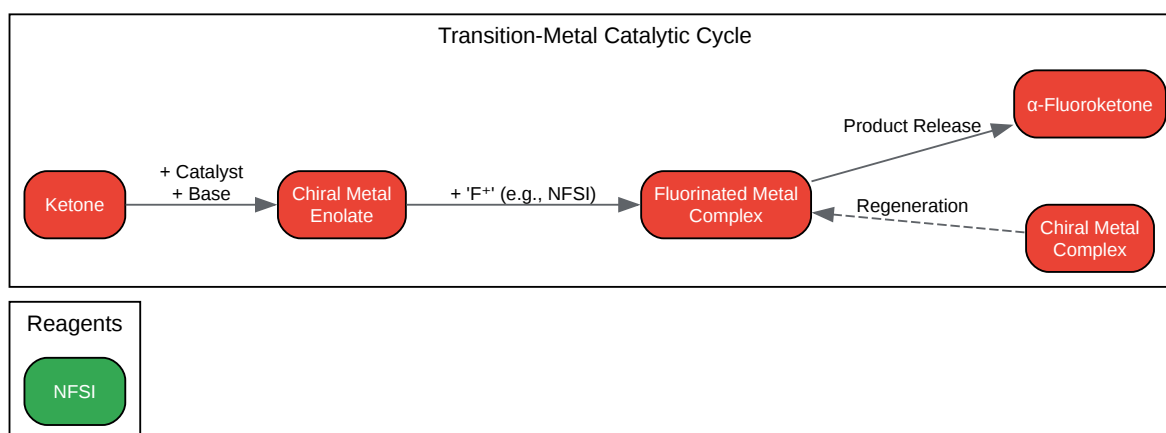 Transition-Metal Catalytic Cycle
α-Fluoroketone
Product Release
+ Catalyst
+ Base
Ketone
Chiral Metal
Enolate
+ 'F⁺' (e.g., NFSI)
Fluorinated Metal
Complex
Regeneration
Chiral Metal
Complex
Reagents
NFSI